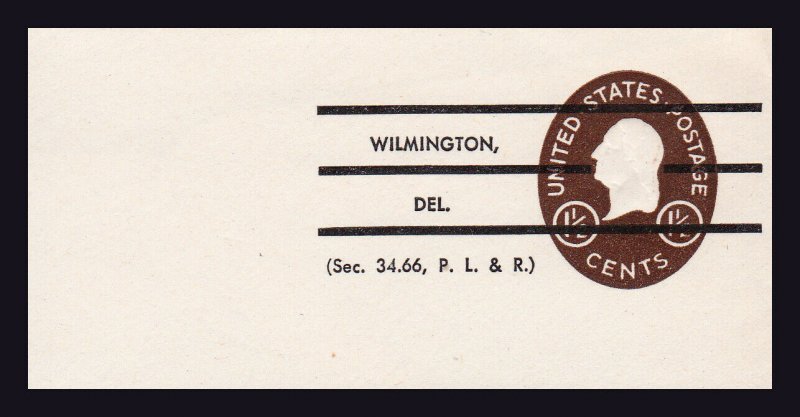 WILMINGTON,
DEL.
(Sec. 34.66, P. L. & R.)
UNITED STATES POSTAGE
1½ 1½
CENTS